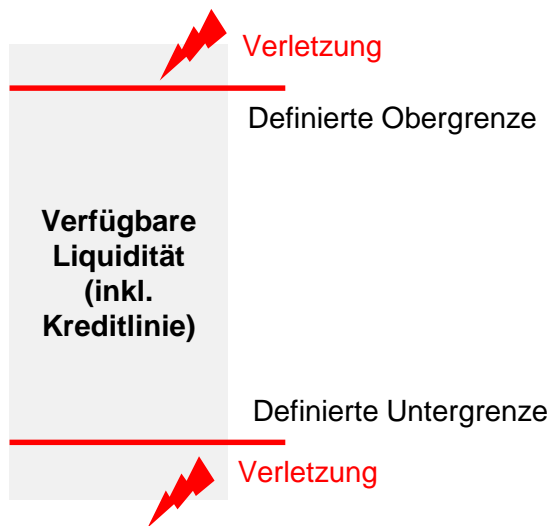 Verletzung
Definierte Obergrenze
Verfügbare
Liquidität
(inkl.
Kreditlinie)
Definierte Untergrenze
Verletzung